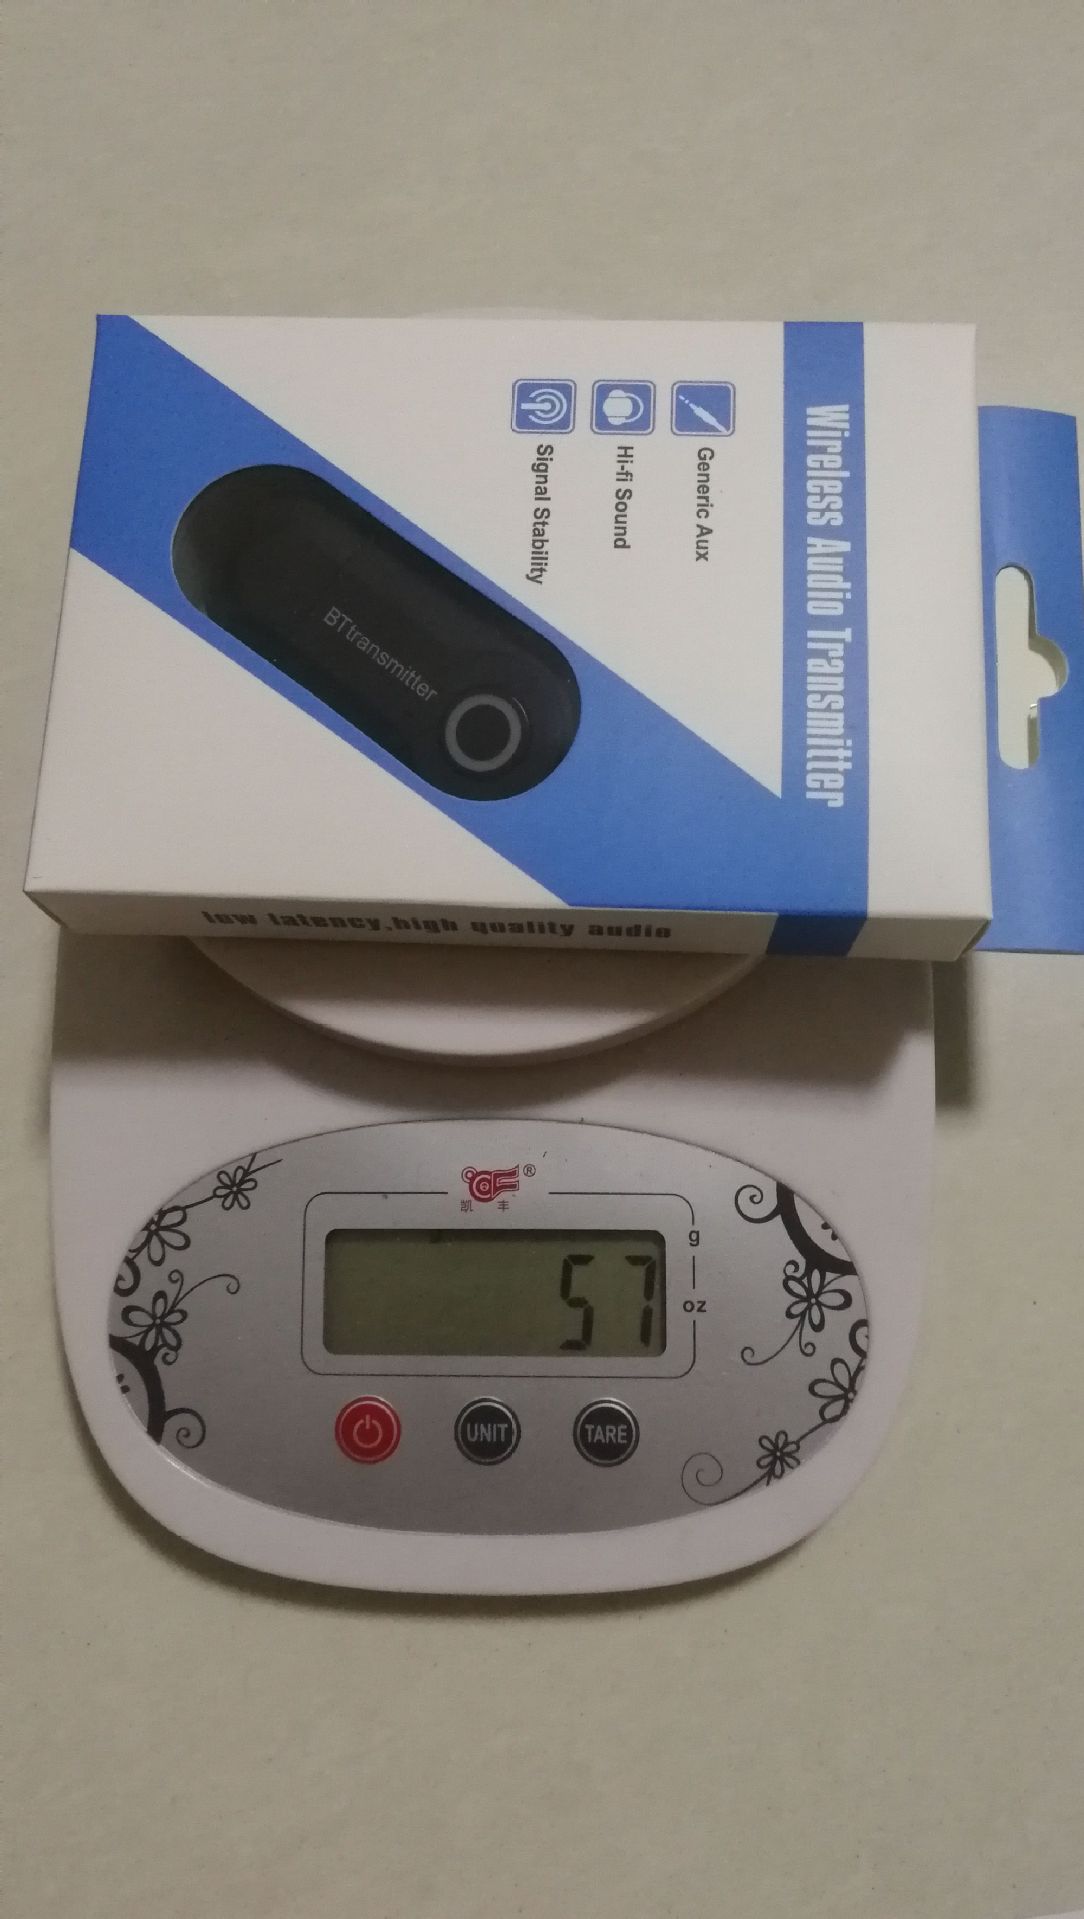 Wireless Audio Transmitter
Generic Aux
Hi-fi Sound
Signal Stability
BTtransmitter
low latency,high quality audio
®
凯丰
g
oz
57
UNIT
TARE